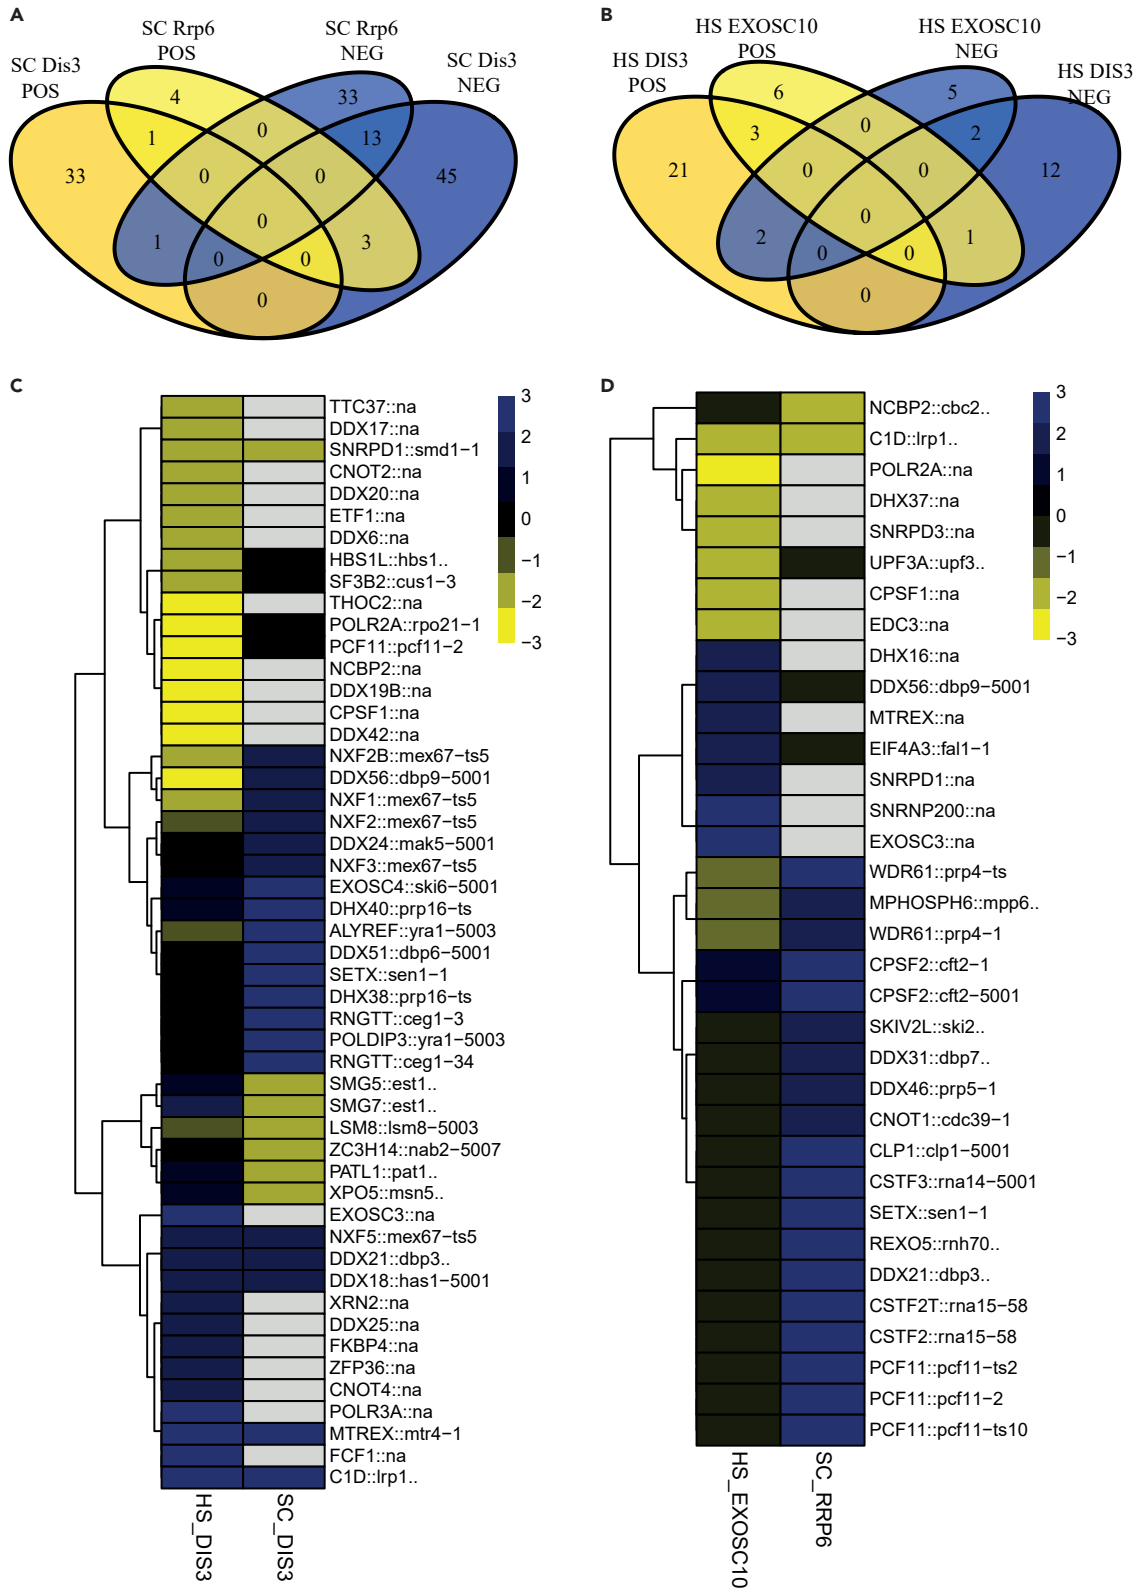 A
SC Dis3
POS
SC Rrp6
POS
SC Rrp6
NEG
SC Dis3
NEG
4
33
1
0
13
33
0
0
45
0
1
0
0
3
0
B
HS DIS3
POS
HS EXOSC10
POS
HS EXOSC10
NEG
HS DIS3
NEG
6
5
3
0
2
21
0
0
12
0
2
0
0
1
0
C
TTC37::na
DDX17::na
SNRPD1::smd1−1
CNOT2::na
DDX20::na
ETF1::na
DDX6::na
HBS1L::hbs1..
SF3B2::cus1−3
THOC2::na
POLR2A::rpo21−1
PCF11::pcf11−2
NCBP2::na
DDX19B::na
CPSF1::na
DDX42::na
NXF2B::mex67−ts5
DDX56::dbp9−5001
NXF1::mex67−ts5
NXF2::mex67−ts5
DDX24::mak5−5001
NXF3::mex67−ts5
EXOSC4::ski6−5001
DHX40::prp16−ts
ALYREF::yra1−5003
DDX51::dbp6−5001
SETX::sen1−1
DHX38::prp16−ts
RNGTT::ceg1−3
POLDIP3::yra1−5003
RNGTT::ceg1−34
SMG5::est1..
SMG7::est1..
LSM8::lsm8−5003
ZC3H14::nab2−5007
PATL1::pat1..
XPO5::msn5..
EXOSC3::na
NXF5::mex67−ts5
DDX21::dbp3..
DDX18::has1−5001
XRN2::na
DDX25::na
FKBP4::na
ZFP36::na
CNOT4::na
POLR3A::na
MTREX::mtr4−1
FCF1::na
C1D::lrp1..
3
2
1
0
−1
−2
−3
HS_DIS3
SC_DIS3
D
NCBP2::cbc2..
C1D::lrp1..
POLR2A::na
DHX37::na
SNRPD3::na
UPF3A::upf3..
CPSF1::na
EDC3::na
DHX16::na
DDX56::dbp9−5001
MTREX::na
EIF4A3::fal1−1
SNRPD1::na
SNRNP200::na
EXOSC3::na
WDR61::prp4−ts
MPHOSPH6::mpp6..
WDR61::prp4−1
CPSF2::cft2−1
CPSF2::cft2−5001
SKIV2L::ski2..
DDX31::dbp7..
DDX46::prp5−1
CNOT1::cdc39−1
CLP1::clp1−5001
CSTF3::rna14−5001
SETX::sen1−1
REXO5::rnh70..
DDX21::dbp3..
CSTF2T::rna15−58
CSTF2::rna15−58
PCF11::pcf11−ts2
PCF11::pcf11−2
PCF11::pcf11−ts10
3
2
1
0
−1
−2
−3
HS_EXOSC10
SC_RRP6